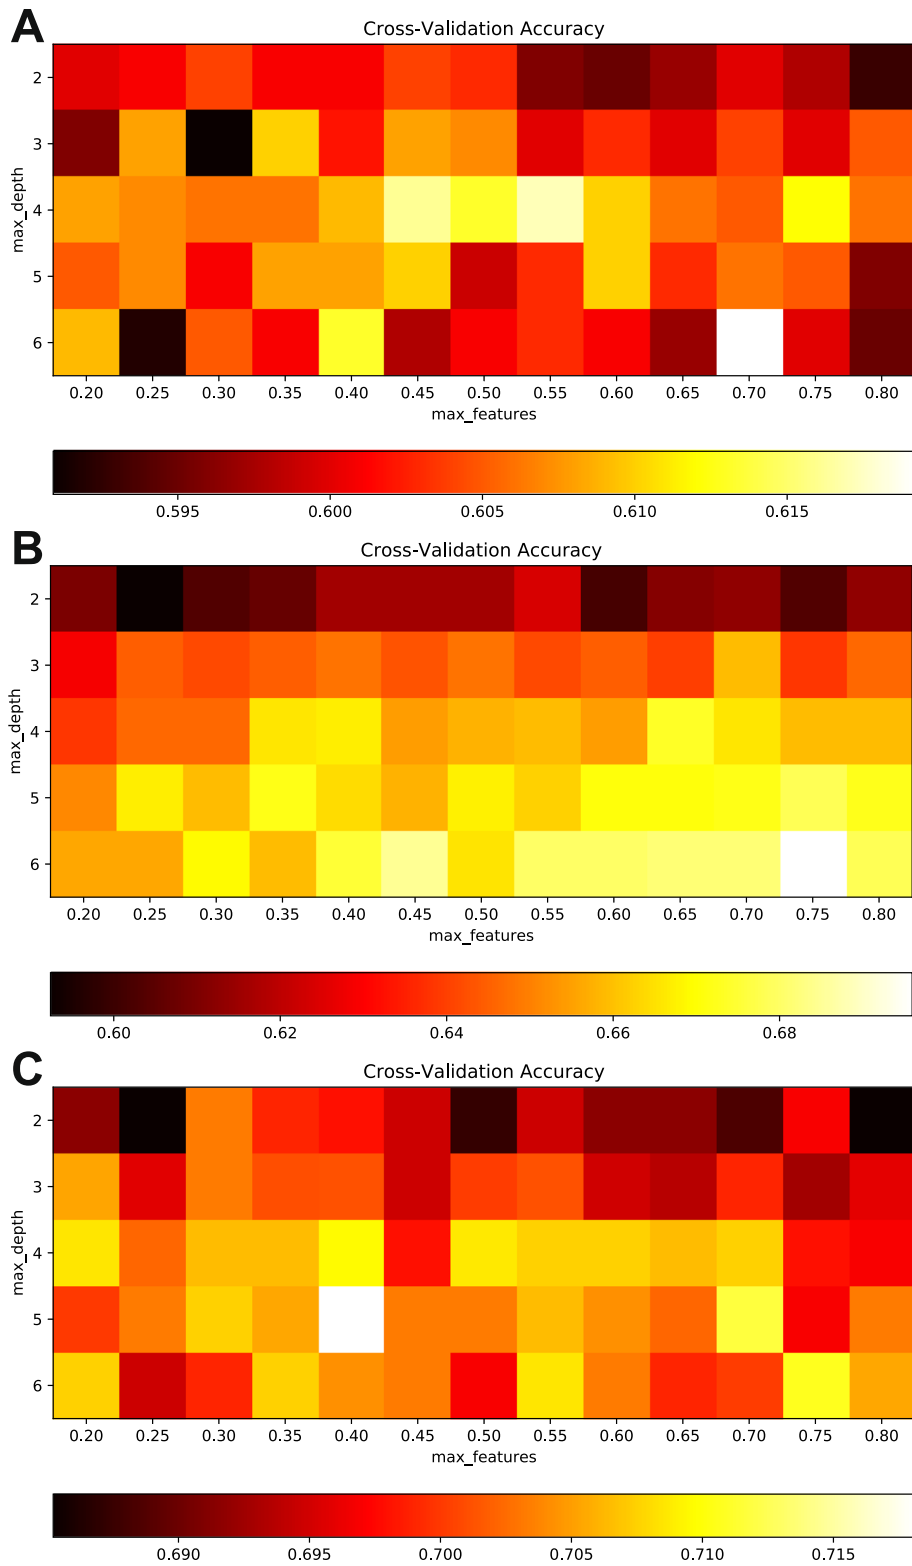 A
Cross-Validation Accuracy
2
3
4
5
6
max_depth
0.20 0.25 0.30 0.35 0.40 0.45 0.50 0.55 0.60 0.65 0.70 0.75 0.80
max_features
0.595 0.600 0.605 0.610 0.615
B
Cross-Validation Accuracy
2
3
4
5
6
max_depth
0.20 0.25 0.30 0.35 0.40 0.45 0.50 0.55 0.60 0.65 0.70 0.75 0.80
max_features
0.60 0.62 0.64 0.66 0.68
C
Cross-Validation Accuracy
2
3
4
5
6
max_depth
0.20 0.25 0.30 0.35 0.40 0.45 0.50 0.55 0.60 0.65 0.70 0.75 0.80
max_features
0.690 0.695 0.700 0.705 0.710 0.715